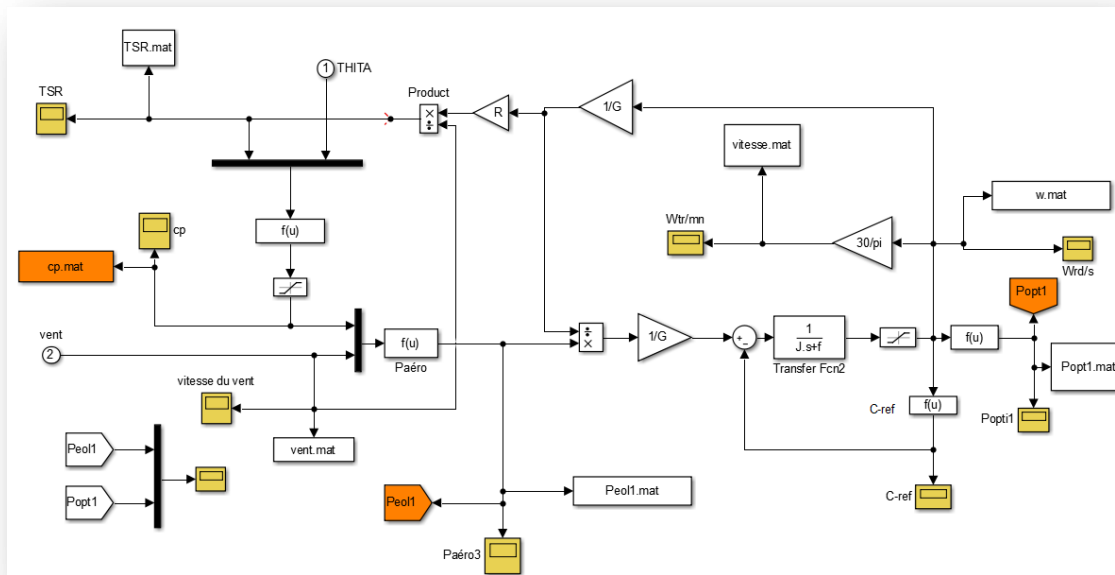 TSR.mat
1
THITA
TSR
Product
×
÷
R
1/G
vitesse.mat
w.mat
cp
f(u)
Wtr/mn
30/pi
Wrd/s
cp.mat
Popt1
vent
2
f(u)
Paéro
÷
×
1/G
+
−
1
J.s+f
Transfer Fcn2
f(u)
Popt1.mat
vitesse du vent
C-ref
f(u)
Popti1
Peol1
vent.mat
Popt1
Peol1
Peol1.mat
C-ref
Paéro3